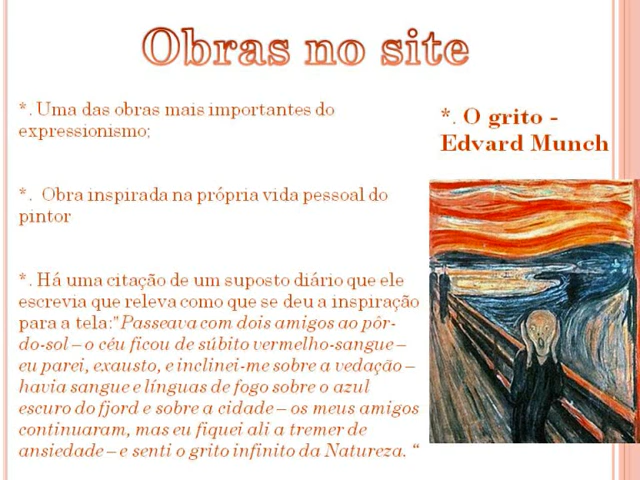 Obras no site
*. Uma das obras mais importantes do
expressionismo;
*.  Obra inspirada na própria vida pessoal do
pintor
*. Há uma citação de um suposto diário que ele
escrevia que releva como que se deu a inspiração
para a tela:"Passeava com dois amigos ao pôr-
do-sol – o céu ficou de súbito vermelho-sangue –
eu parei, exausto, e inclinei-me sobre a vedação –
havia sangue e línguas de fogo sobre o azul
escuro do fjord e sobre a cidade – os meus amigos
continuaram, mas eu fiquei ali a tremer de
ansiedade – e senti o grito infinito da Natureza. “
*. O grito -
Edvard Munch